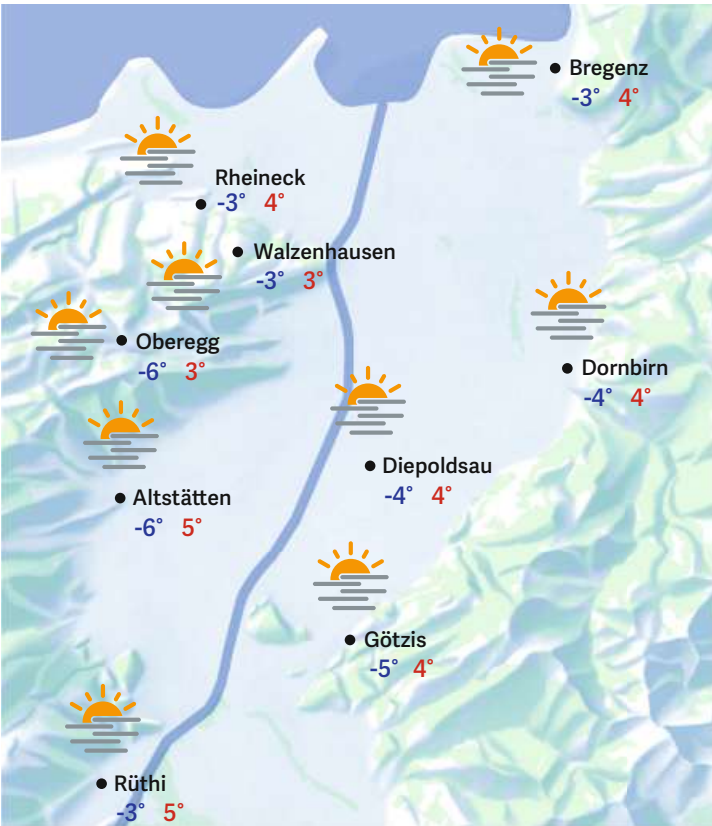 Bregenz
-3° 4°
Rheineck
-3° 4°
Walzenhausen
-3° 3°
Oberegg
-6° 3°
Dornbirn
-4° 4°
Diepoldsau
-4° 4°
Altstätten
-6° 5°
Götzis
-5° 4°
Rüthi
-3° 5°